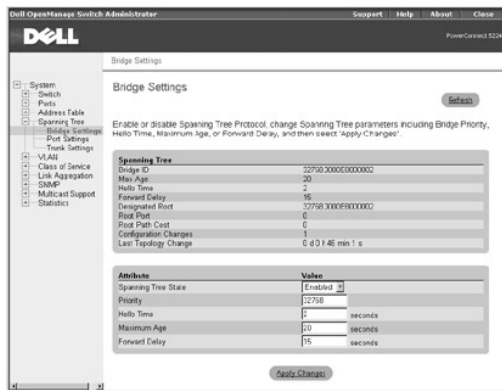 Dell OpenManage Switch Administrator Support Help About Close
DELL
PowerConnect 5224
Bridge Settings
System
Switch
Ports
Address Table
Spanning Tree
Bridge Settings
Port Settings
Trunk Settings
VLAN
Class of Service
Link Aggregation
SNMP
Multicast Support
Statistics
Bridge Settings
Refresh
Enable or disable Spanning Tree Protocol, change Spanning Tree parameters including Bridge Priority,
Hello Time, Maximum Age, or Forward Delay, and then select 'Apply Changes'.
Spanning Tree
Bridge ID
Max Age 20
Hello Time 2
Forward Delay 15
Designated Root
Root Port 0
Root Path Cost 0
Configuration Changes 1
Last Topology Change 0 d 0 h 46 min 1 s
Attribute Value
Spanning Tree State Enabled
Priority 32768
Hello Time 2 seconds
Maximum Age 20 seconds
Forward Delay 15 seconds
Apply Changes